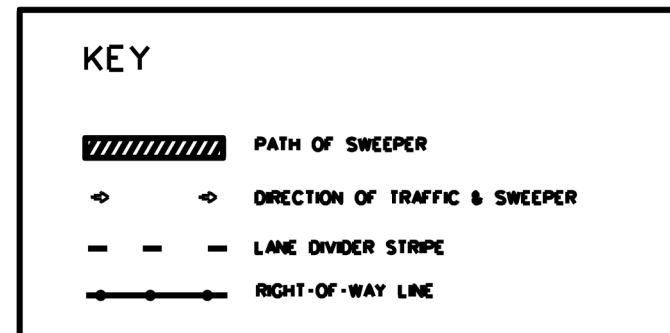 KEY
PATH OF SWEEPER
DIRECTION OF TRAFFIC & SWEEPER
LANE DIVIDER STRIPE
RIGHT-OF-WAY LINE